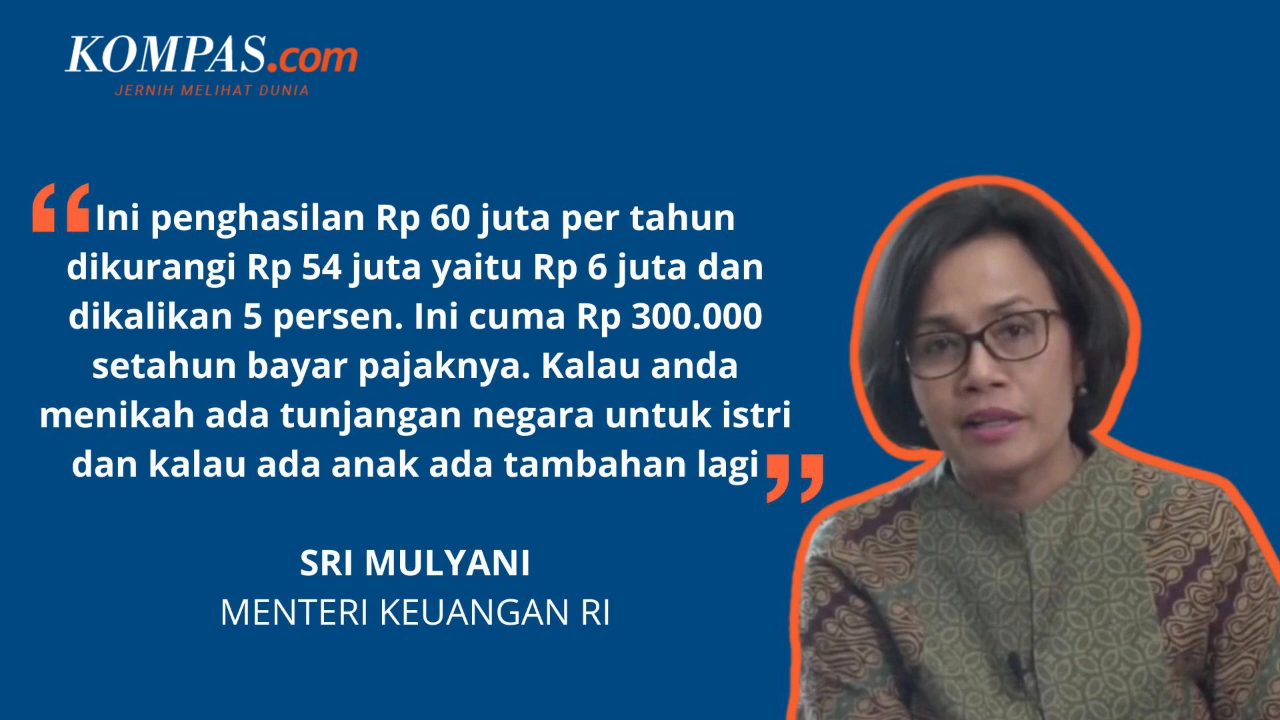 KOMPAS.com
JERNIH MELIHAT DUNIA
“Ini penghasilan Rp 60 juta per tahun
dikurangi Rp 54 juta yaitu Rp 6 juta dan
dikalikan 5 persen. Ini cuma Rp 300.000
setahun bayar pajaknya. Kalau anda
menikah ada tunjangan negara untuk istri
dan kalau ada anak ada tambahan lagi”
SRI MULYANI
MENTERI KEUANGAN RI